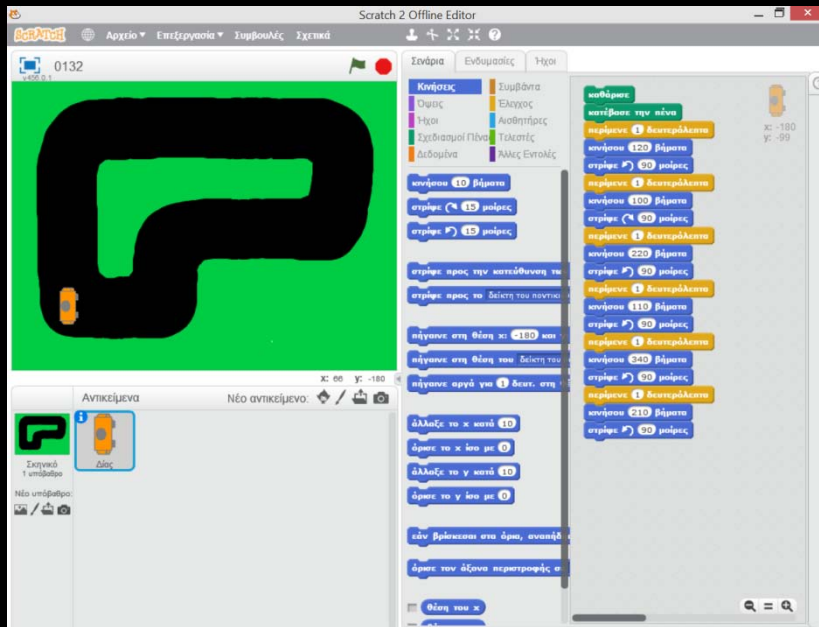 Scratch 2 Offline Editor
SCRATCH Αρχείο Επεξεργασία Συμβουλές Σχετικά
0132
v456.0.1
x: 66 y: -180
Αντικείμενα Νέο αντικείμενο:
Σκηνικό
1 υπόβαθρο
Νέο υπόβαθρο:
Δίας
Σενάρια Ενδυμασίες Ήχοι
Κινήσεις Συμβάντα
Όψεις Έλεγχος
Ήχοι Αισθητήρες
Σχεδιασμοί Πένας Τελεστές
Δεδομένα Άλλες Εντολές
κινήσου 10 βήματα
στρίψε 15 μοίρες
στρίψε 15 μοίρες
στρίψε προς την κατεύθυνση των
στρίψε προς το δείκτη του ποντικιο
πήγαινε στη θέση x: -180 και
πήγαινε στη θέση του δείκτη του
πήγαινε αργά για 1 δευτ. στη
άλλαξε το x κατά 10
όρισε το x ίσο με 0
άλλαξε το y κατά 10
όρισε το y ίσο με 0
εάν βρίσκεσαι στα όρια, αναπήδ
όρισε τον άξονα περιστροφής σ
θέση του x
καθάρισε
κατέβασε την πένα
περίμενε 1 δευτερόλεπτα
κινήσου 120 βήματα
στρίψε 90 μοίρες
περίμενε 1 δευτερόλεπτα
κινήσου 100 βήματα
στρίψε 90 μοίρες
περίμενε 1 δευτερόλεπτα
κινήσου 220 βήματα
στρίψε 90 μοίρες
περίμενε 1 δευτερόλεπτα
κινήσου 110 βήματα
στρίψε 90 μοίρες
περίμενε 1 δευτερόλεπτα
κινήσου 340 βήματα
στρίψε 90 μοίρες
περίμενε 1 δευτερόλεπτα
κινήσου 210 βήματα
στρίψε 90 μοίρες
x: -180
y: -99